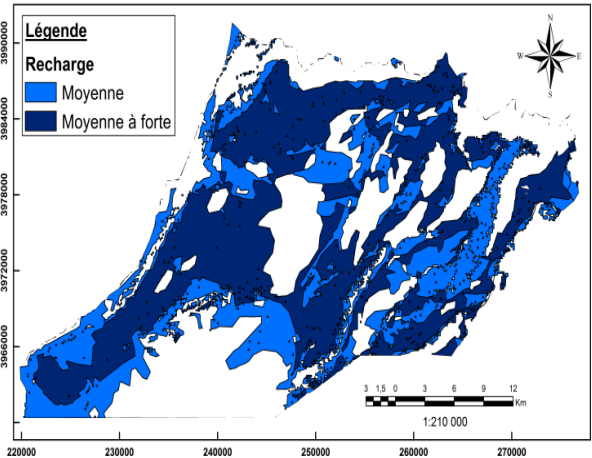 Légende
Recharge
Moyenne
Moyenne à forte
N
W
E
S
3990000
3984000
3978000
3972000
3966000
3 1,5 0 3 6 9 12
Km
1:210 000
220000 230000 240000 250000 260000 270000